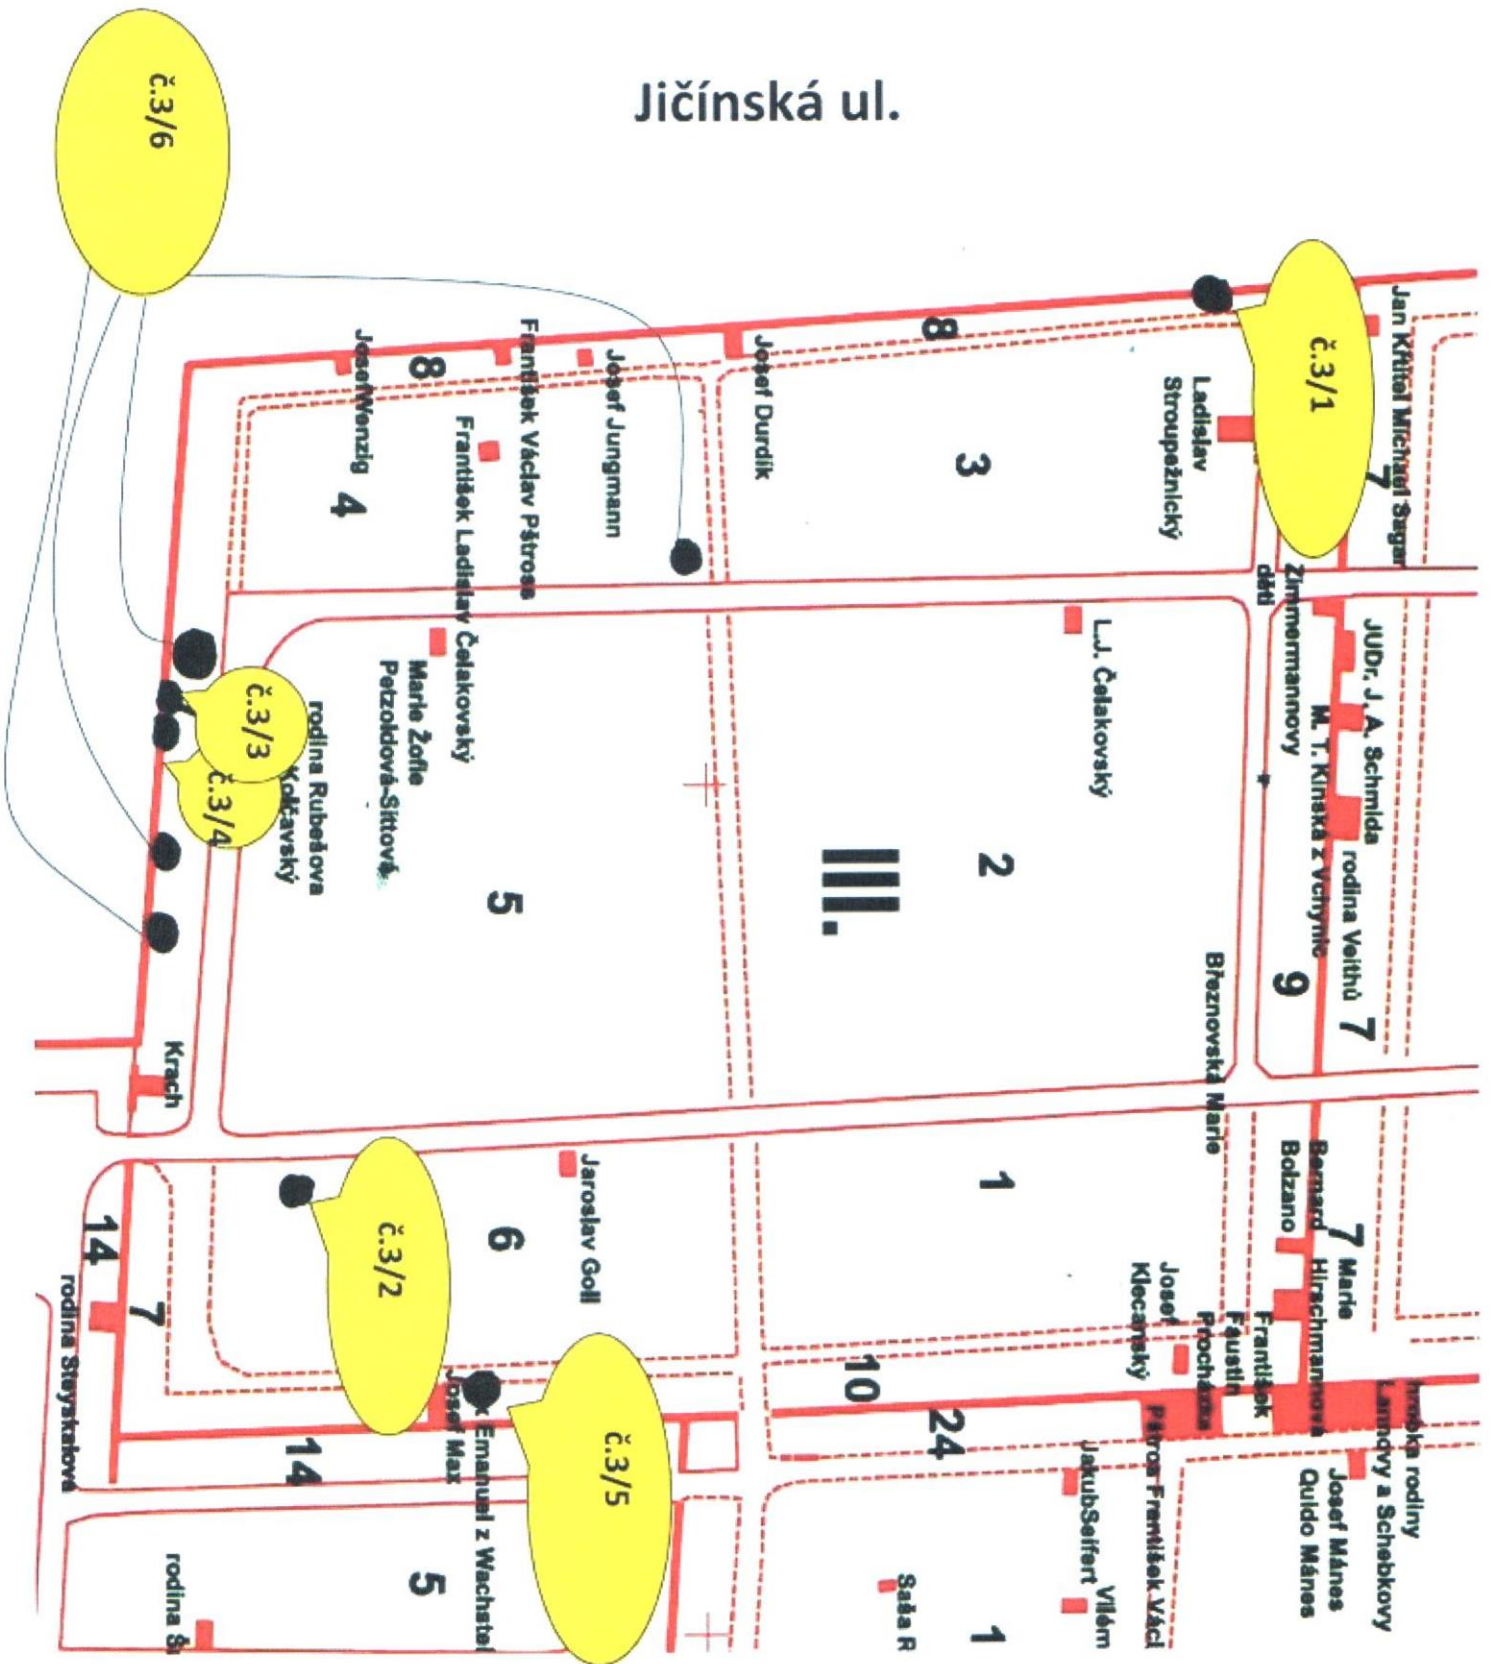 Jičínská ul.
č.3/6
č.3/1
Jan Křtitel Michael Sagar
7
Ladislav
Stroupežnický
8
3
Josef Durdík
Josef Jungmann
František Václav Pštross
8
František Ladislav Čelakovský
Josef Wenzig
4
Zimmermannovy
děti
JUDr. J. A. Schmida
M. T. Kinská z Vchynic
rodina Veithů
7
9
L.J. Čelakovský
2
III.
Březnovská Marie
Marie Žofie
Petzoldová-Sittová
rodina Rubešova
Kolčavský
5
č.3/3
č.3/4
Krach
1
Bernard
Bolzano
7
Marie
Hirschmannová
František
Faustin
Procházka
Josef
Klecanský
Jaroslav Goll
6
č.3/2
14
7
rodina Stryskalova
10
24
hrobka rodiny
Lannovy a Schebkovy
Josef Mánes
Quido Mánes
Pštross František Václ
Jakub Seifert
Vilém
Saša R
1
č.3/5
k Emanuel z Wachstei
Josef Max
14
5
rodina Š